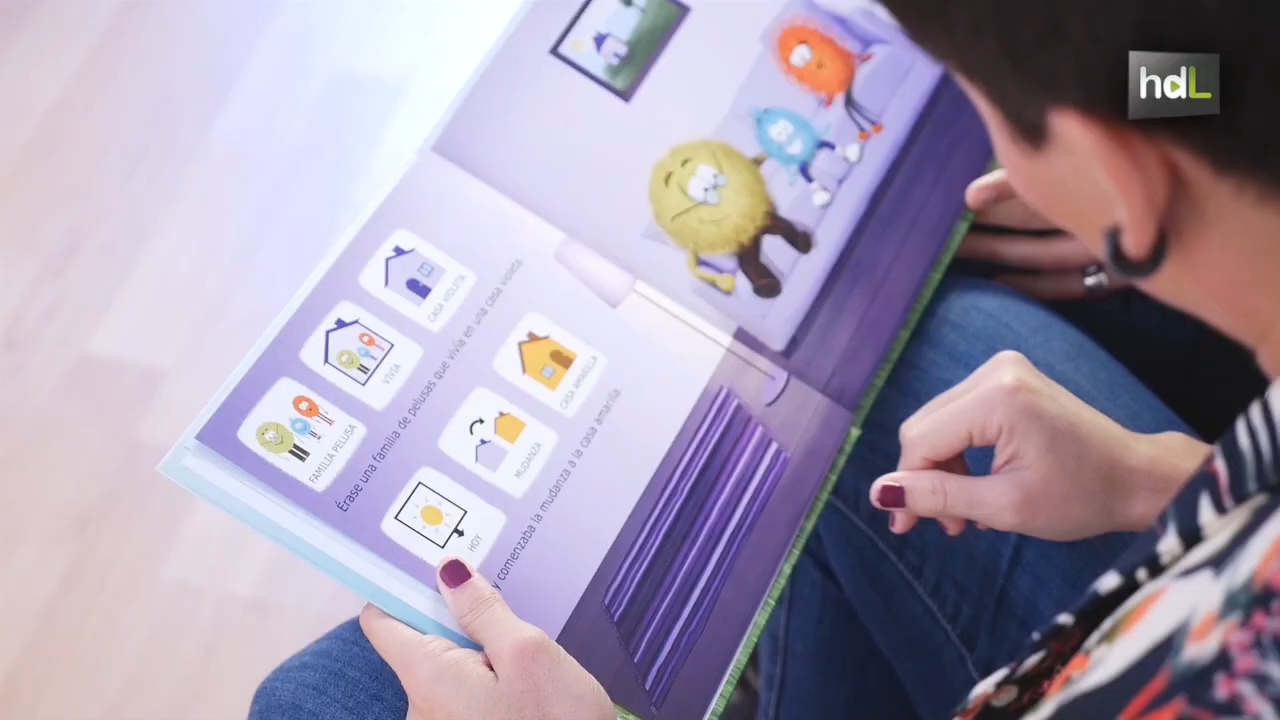 hdL
FAMILIA PELUSA
VIVIA
CASA VIOLETA
Érase una familia de pelusas que vivía en una casa violeta
HOY
MUDANZA
CASA AMARILLA
y comenzaba la mudanza a la casa amarilla.